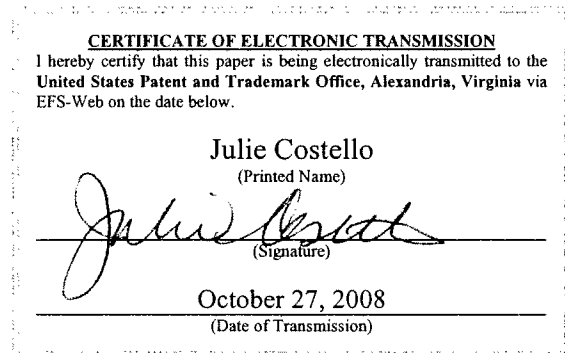 CERTIFICATE OF ELECTRONIC TRANSMISSION
I hereby certify that this paper is being electronically transmitted to the
United States Patent and Trademark Office, Alexandria, Virginia via
EFS-Web on the date below.
Julie Costello
(Printed Name)
Julie Costello
(Signature)
October 27, 2008
(Date of Transmission)